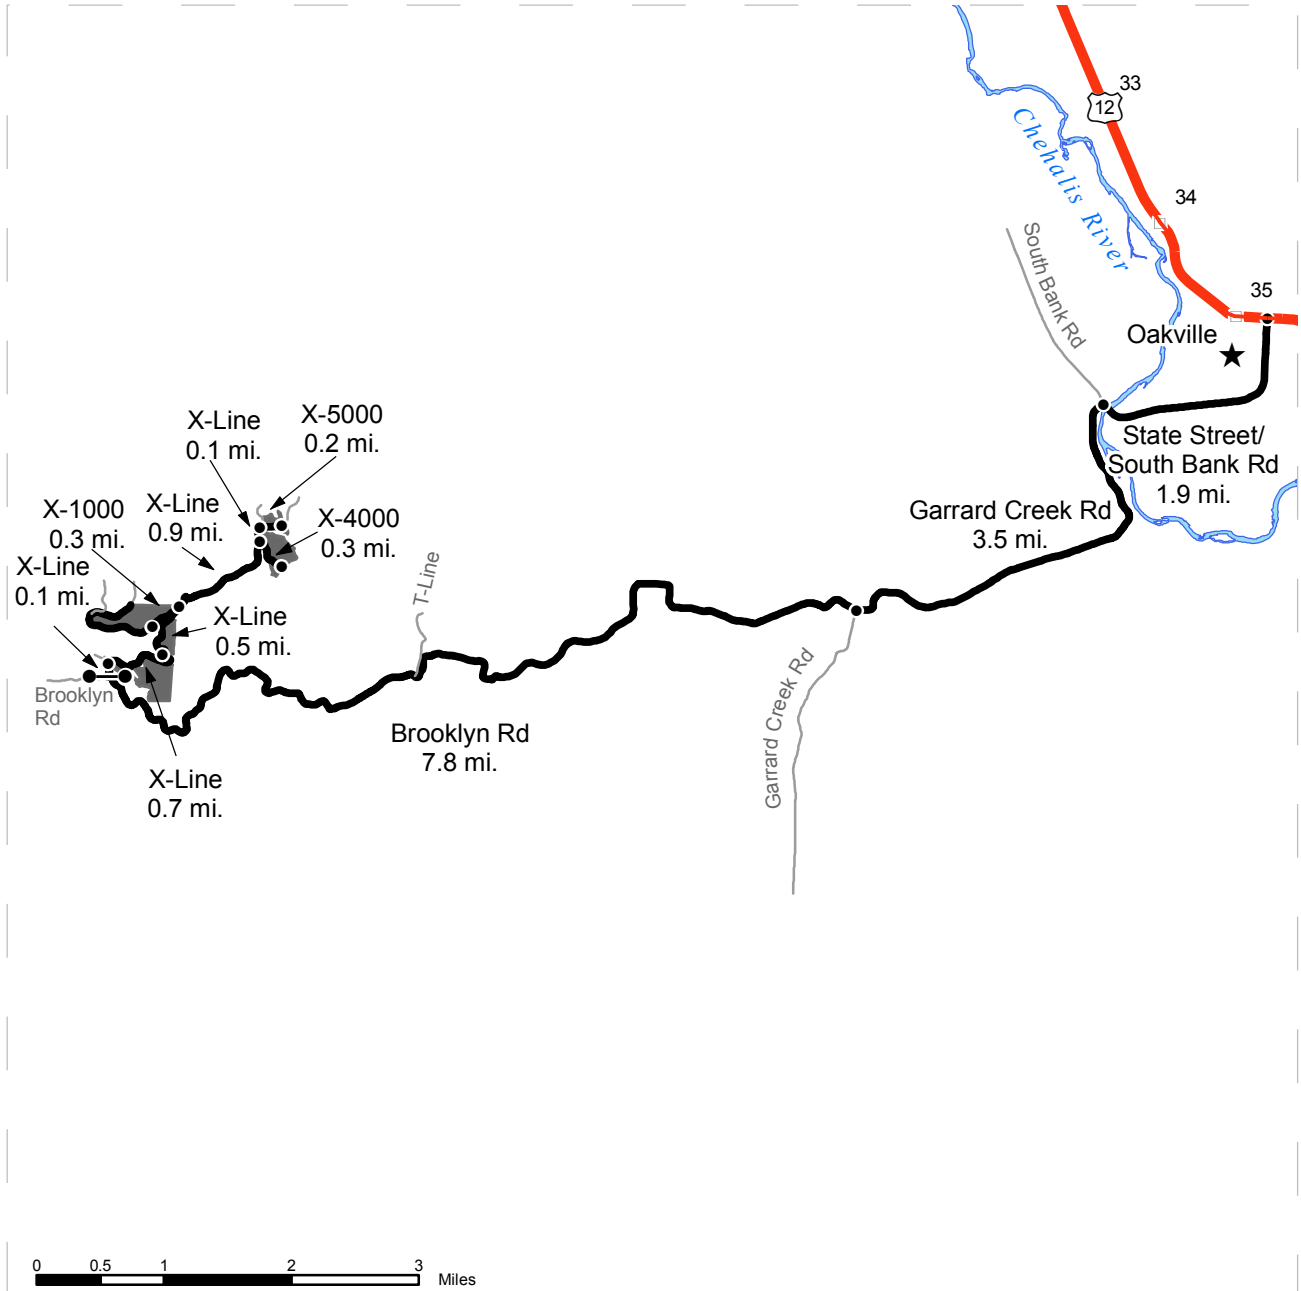 33
12
34
35
Chehalis River
South Bank Rd
Oakville
State Street/
South Bank Rd
1.9 mi.
Garrard Creek Rd
3.5 mi.
X-Line
0.1 mi.
X-5000
0.2 mi.
X-1000
0.3 mi.
X-Line
0.9 mi.
X-4000
0.3 mi.
X-Line
0.1 mi.
X-Line
0.5 mi.
T-Line
Brooklyn
Rd
Garrard Creek Rd
Brooklyn Rd
7.8 mi.
X-Line
0.7 mi.
0 0.5 1 2 3
Miles